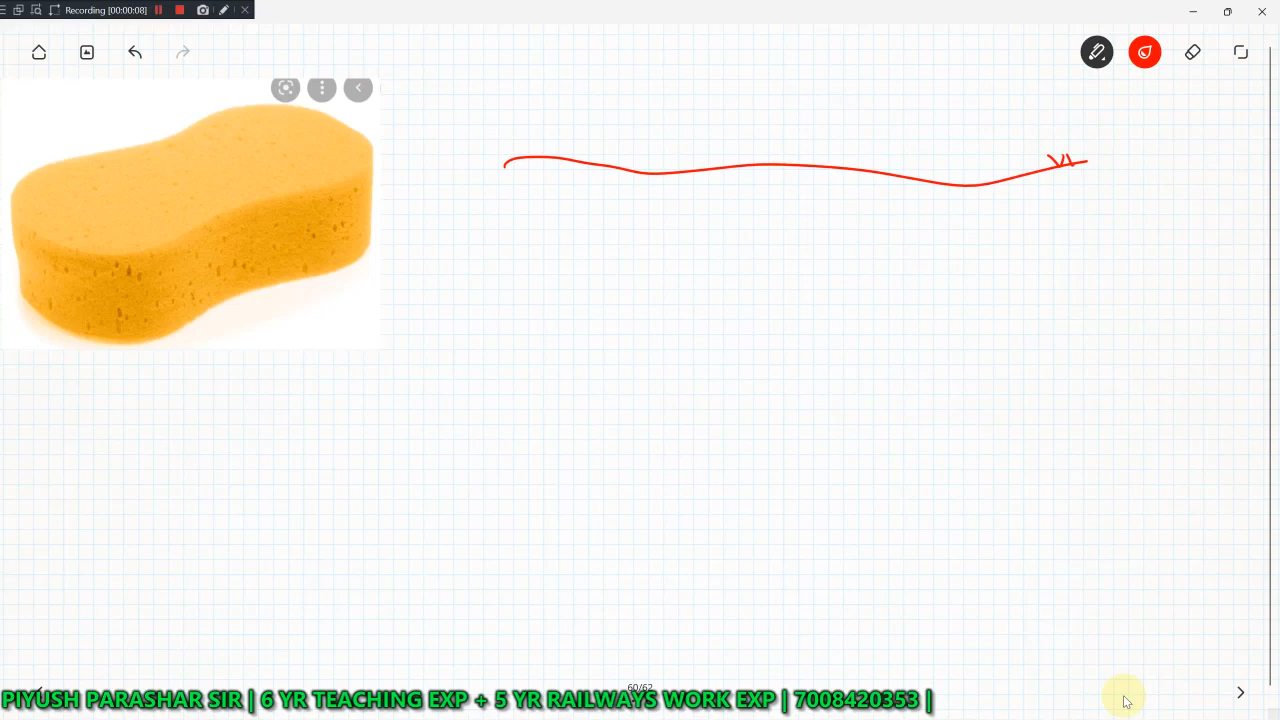 Recording [00:00:08]
60/62
PIYUSH PARASHAR SIR | 6 YR TEACHING EXP + 5 YR RAILWAYS WORK EXP | 7008420353 |